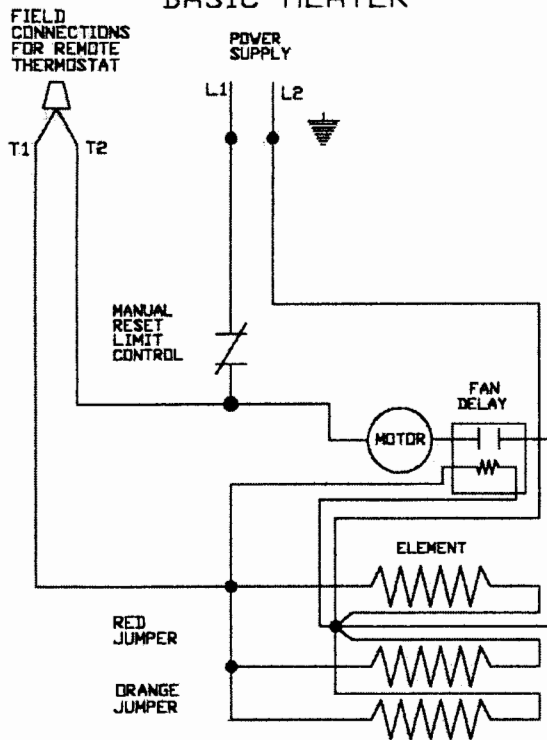 BASIC HEATER
FIELD
CONNECTIONS
FOR REMOTE
THERMOSTAT
POWER
SUPPLY
L1
L2
T1
T2
MANUAL
RESET
LIMIT
CONTROL
FAN
DELAY
MOTOR
ELEMENT
RED
JUMPER
ORANGE
JUMPER